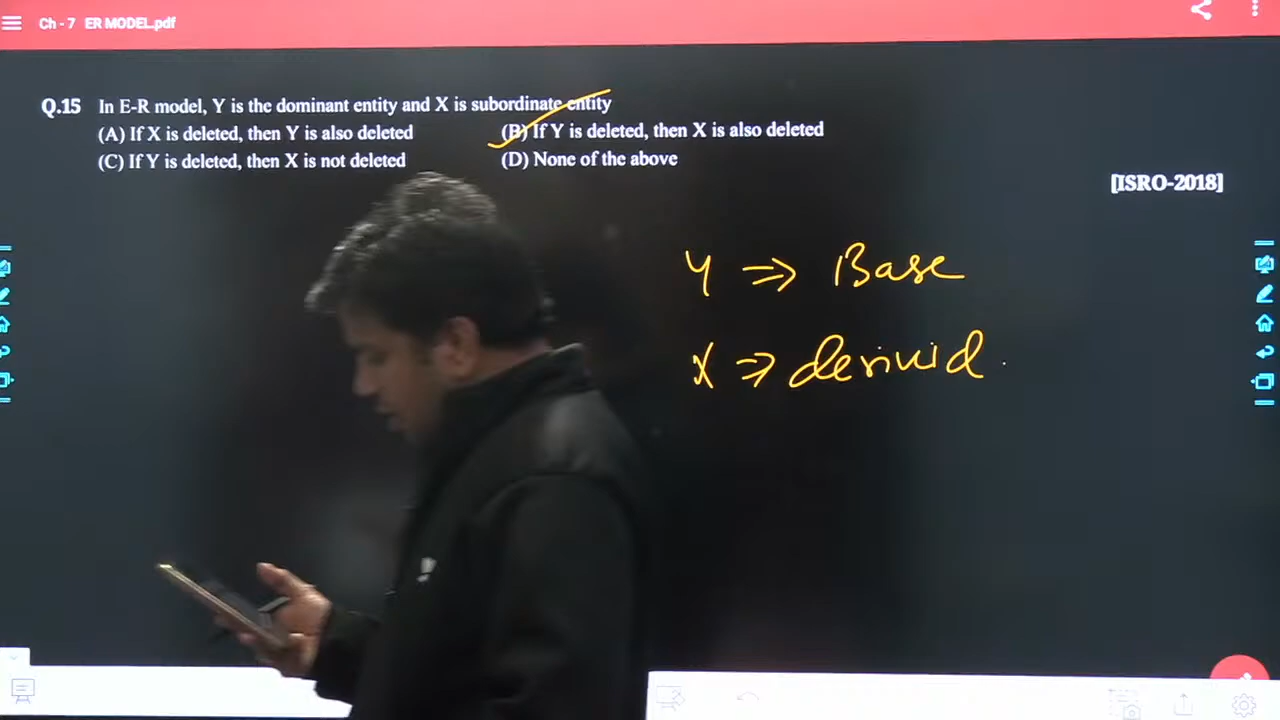 Ch - 7 ER MODEL.pdf
Q.15 In E-R model, Y is the dominant entity and X is subordinate entity
(A) If X is deleted, then Y is also deleted (B) If Y is deleted, then X is also deleted
(C) If Y is deleted, then X is not deleted (D) None of the above
[ISRO-2018]
Y ⇒ Base
X ⇒ derived